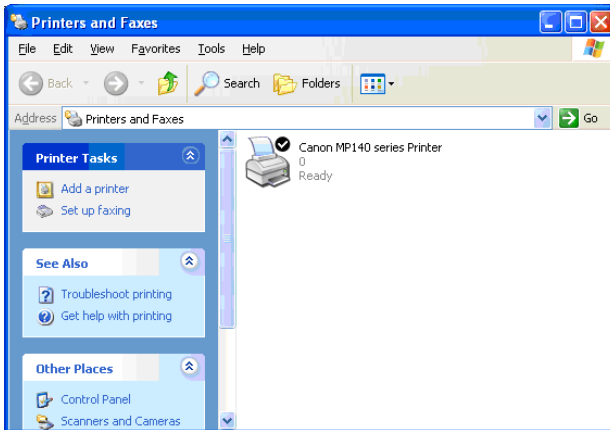 Printers and Faxes
File Edit View Favorites Tools Help
Back Search Folders
Address Printers and Faxes Go
Printer Tasks
Add a printer
Set up faxing
See Also
Troubleshoot printing
Get help with printing
Other Places
Control Panel
Scanners and Cameras
Canon MP140 series Printer
0
Ready